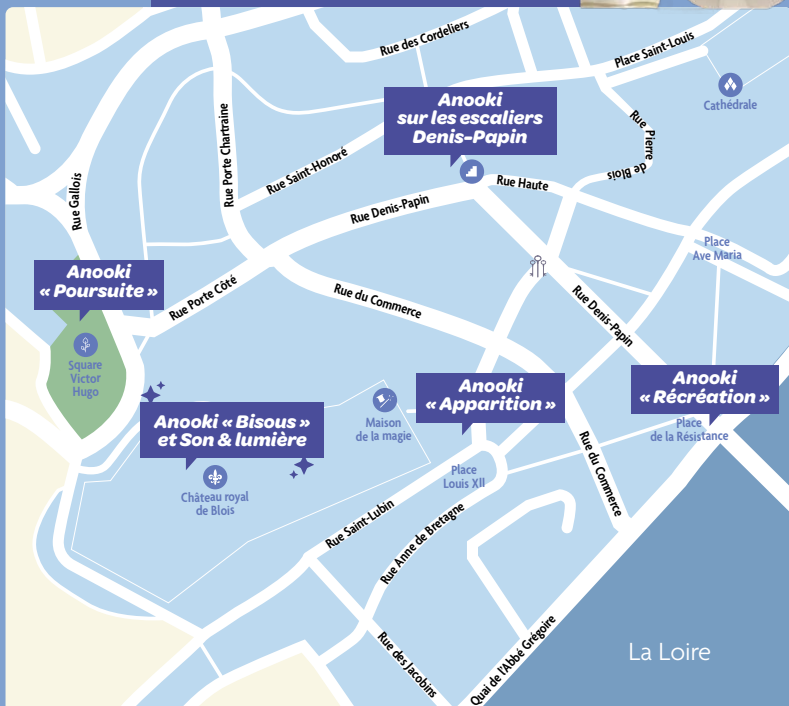 Rue des Cordeliers
Place Saint-Louis
Cathédrale
Anooki
sur les escaliers
Denis-Papin
Rue Pierre de Blois
Rue Porte Chartraine
Rue Saint-Honoré
Rue Gallois
Rue Haute
Rue Denis-Papin
Place
Ave Maria
Anooki
« Poursuite »
Rue Porte Côté
Rue du Commerce
Rue Denis-Papin
Square
Victor
Hugo
Anooki « Bisous »
et Son & lumière
Maison
de la magie
Anooki
« Apparition »
Anooki
« Récréation »
Place
de la Résistance
Château royal
de Blois
Place
Louis XII
Rue du Commerce
Rue Saint-Lubin
Rue Anne de Bretagne
Rue des Jacobins
Quai de l'Abbé Grégoire
La Loire